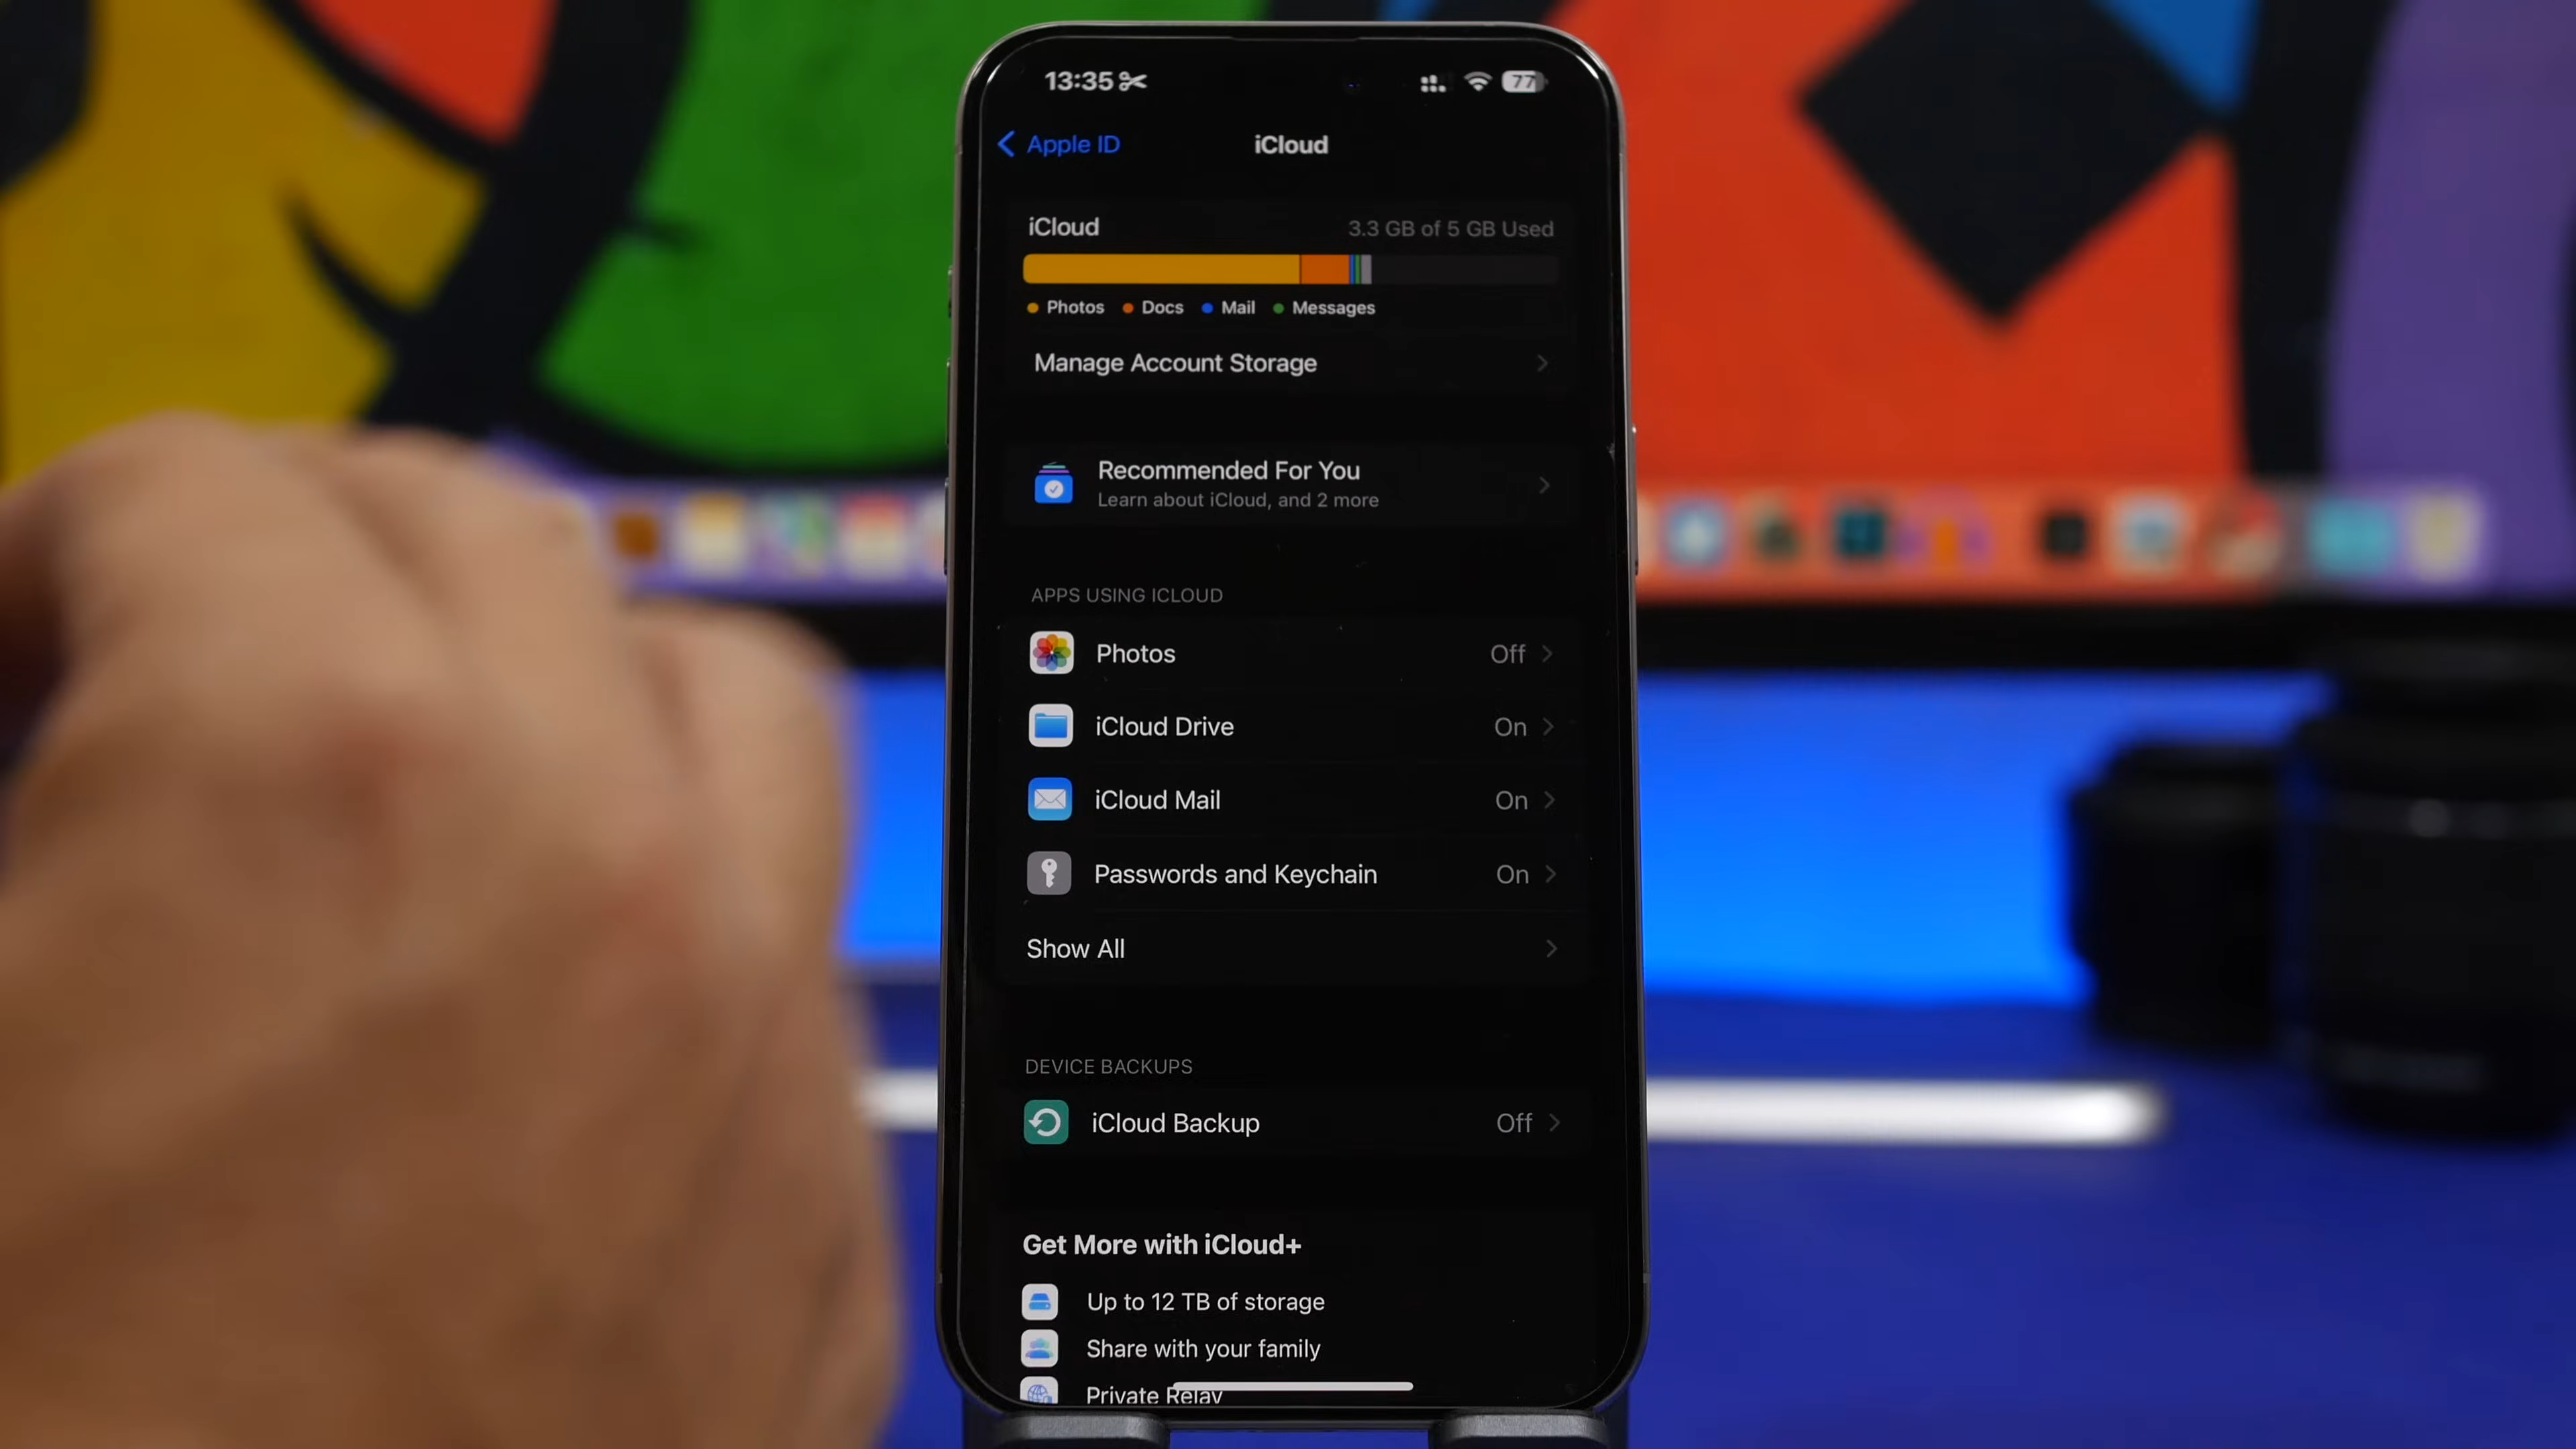 13:35
77
Apple ID
iCloud
iCloud
3.3 GB of 5 GB Used
Photos
Docs
Mail
Messages
Manage Account Storage
Recommended For You
Learn about iCloud, and 2 more
APPS USING ICLOUD
Photos
Off
iCloud Drive
On
iCloud Mail
On
Passwords and Keychain
On
Show All
DEVICE BACKUPS
iCloud Backup
Off
Get More with iCloud+
Up to 12 TB of storage
Share with your family
Private Relay